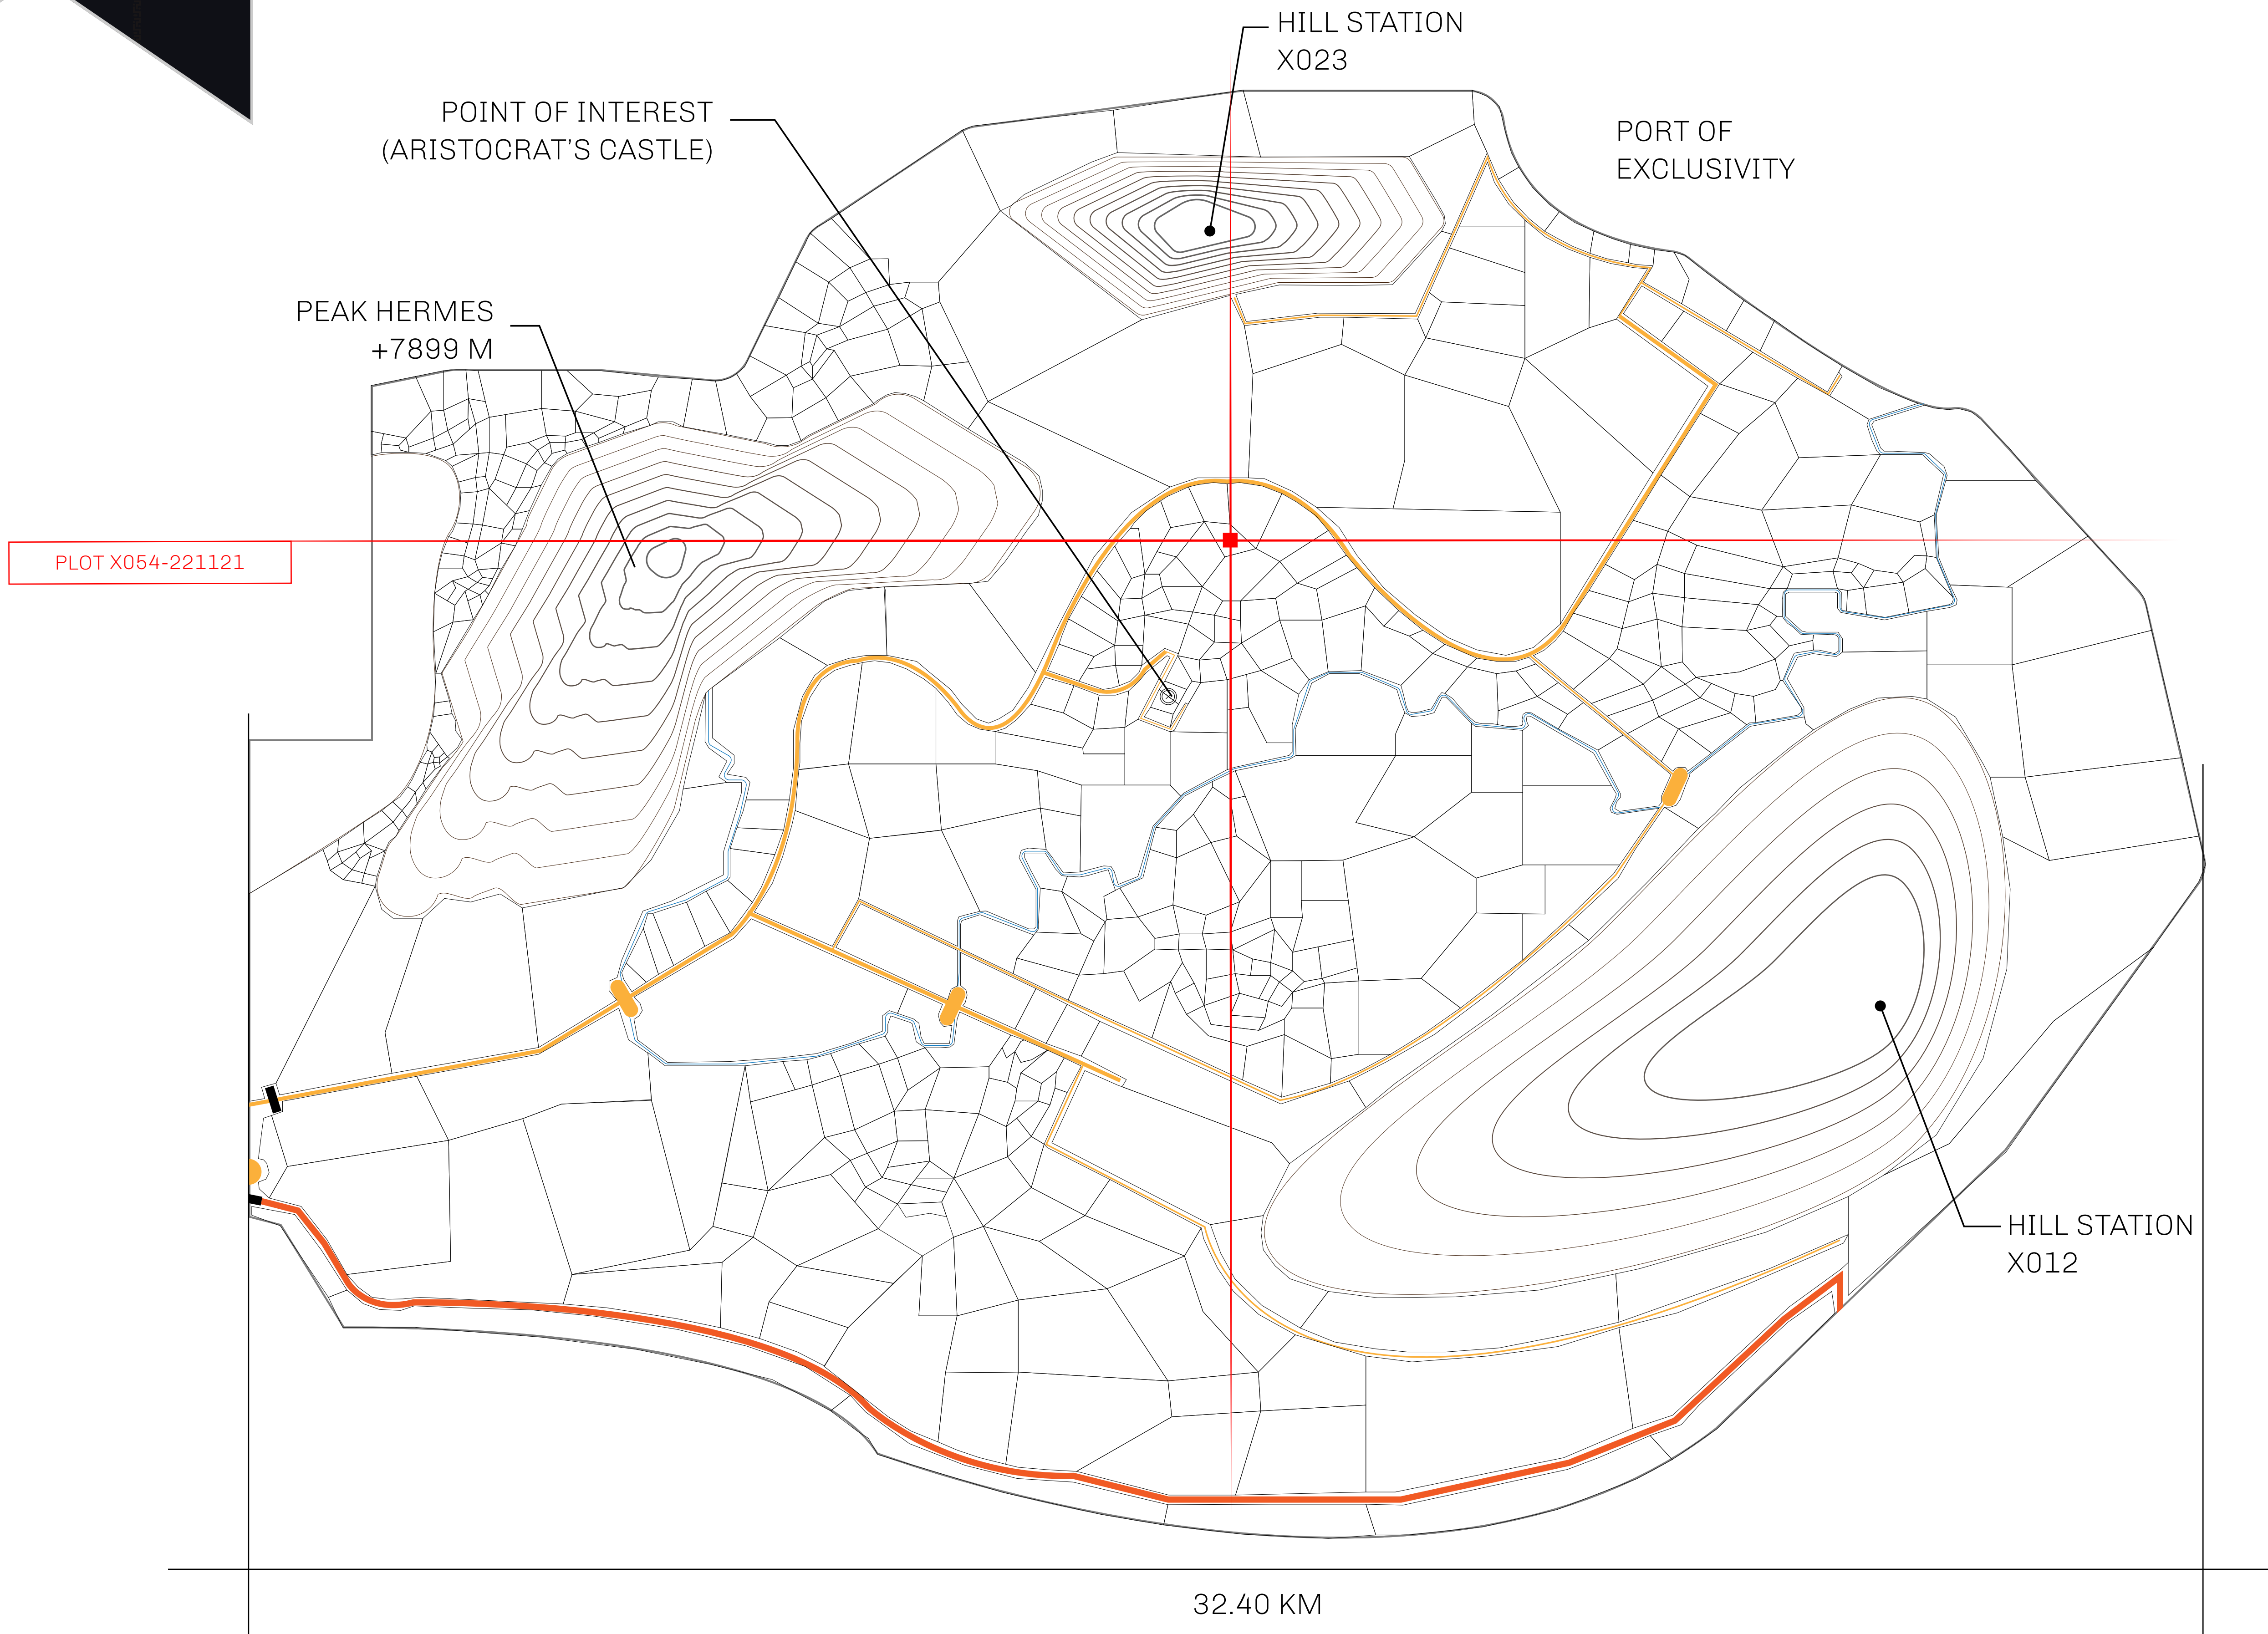 HILL STATION
X023
POINT OF INTEREST
(ARISTOCRAT'S CASTLE)
PORT OF
EXCLUSIVITY
PEAK HERMES
+7899 M
PLOT X054-221121
HILL STATION
X012
32.40 KM